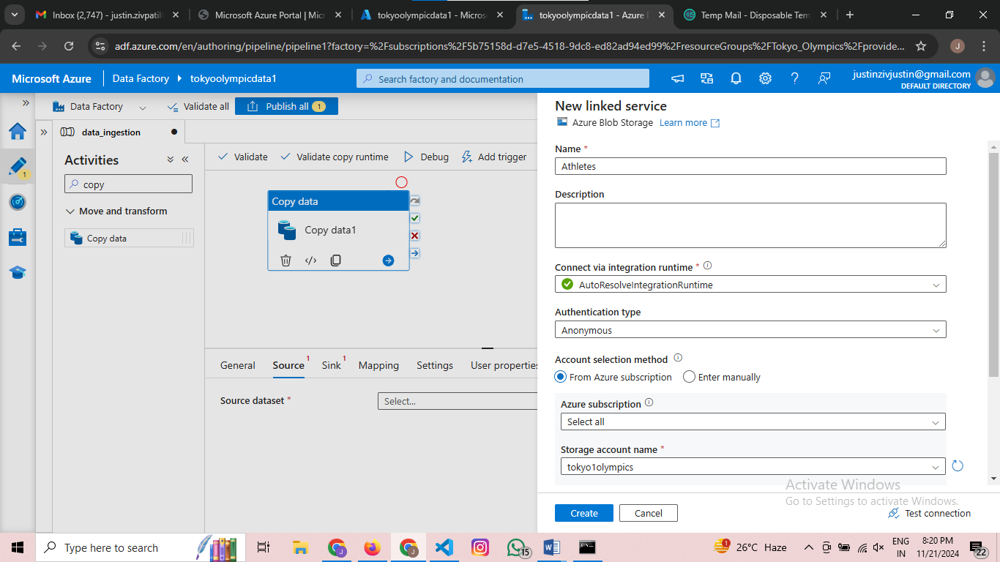 Inbox (2,747) - justin.zivpatil
Microsoft Azure Portal | Micr
tokyoolympicdata1 - Micros
tokyoolympicdata1 - Azure D
Temp Mail - Disposable Tem
adf.azure.com/en/authoring/pipeline/pipeline1?factory=%2Fsubscriptions%2F5b75158d-d7e5-4518-9dc8-ed82ad94ed99%2FresourceGroups%2FTokyo_Olympics%2Fprovide...
J
Microsoft Azure
Data Factory
tokyoolympicdata1
Search factory and documentation
justinzivjustin@gmail.com
DEFAULT DIRECTORY
Data Factory
Validate all
Publish all
1
data_ingestion
1
Activities
copy
Move and transform
Copy data
Validate
Validate copy runtime
Debug
Add trigger
Copy data
Copy data1
General
Source 1
Sink 1
Mapping
Settings
User properties
Source dataset *
Select...
New linked service
Azure Blob Storage Learn more
Name *
Athletes
Description
Connect via integration runtime *
AutoResolveIntegrationRuntime
Authentication type
Anonymous
Account selection method
From Azure subscription
Enter manually
Azure subscription
Select all
Storage account name *
tokyo1olympics
Activate Windows
Go to Settings to activate Windows.
Create
Cancel
Test connection
Type here to search
J
J
15
1
26°C Haze
ENG
IN
8:20 PM
11/21/2024
22